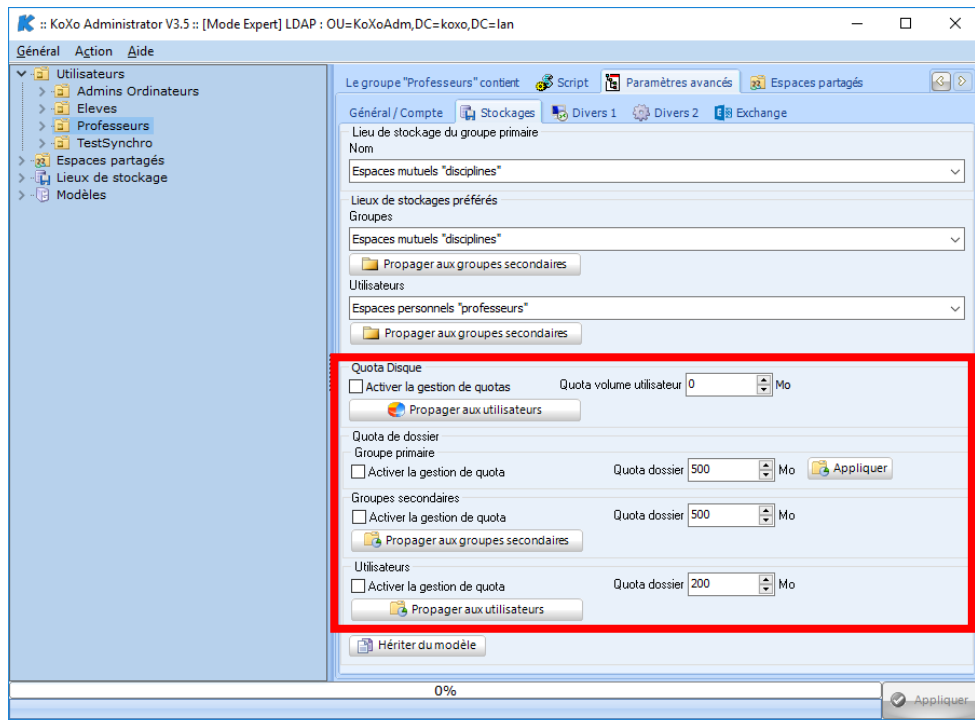 :: KoXo Administrator V3.5 :: [Mode Expert] LDAP : OU=KoXoAdm,DC=koxo,DC=lan
Général Action Aide
Utilisateurs
Admins Ordinateurs
Eleves
Professeurs
TestSynchro
Espaces partagés
Lieux de stockage
Modèles
Le groupe "Professeurs" contient Script Paramètres avancés Espaces partagés
Général / Compte Stockages Divers 1 Divers 2 Exchange
Lieu de stockage du groupe primaire
Nom
Espaces mutuels "disciplines"
Lieux de stockages préférés
Groupes
Espaces mutuels "disciplines"
Propager aux groupes secondaires
Utilisateurs
Espaces personnels "professeurs"
Propager aux groupes secondaires
Quota Disque
Activer la gestion de quotas Quota volume utilisateur 0 Mo
Propager aux utilisateurs
Quota de dossier
Groupe primaire
Activer la gestion de quota Quota dossier 500 Mo Appliquer
Groupes secondaires
Activer la gestion de quota Quota dossier 500 Mo
Propager aux groupes secondaires
Utilisateurs
Activer la gestion de quota Quota dossier 200 Mo
Propager aux utilisateurs
Hériter du modèle
0%
Appliquer